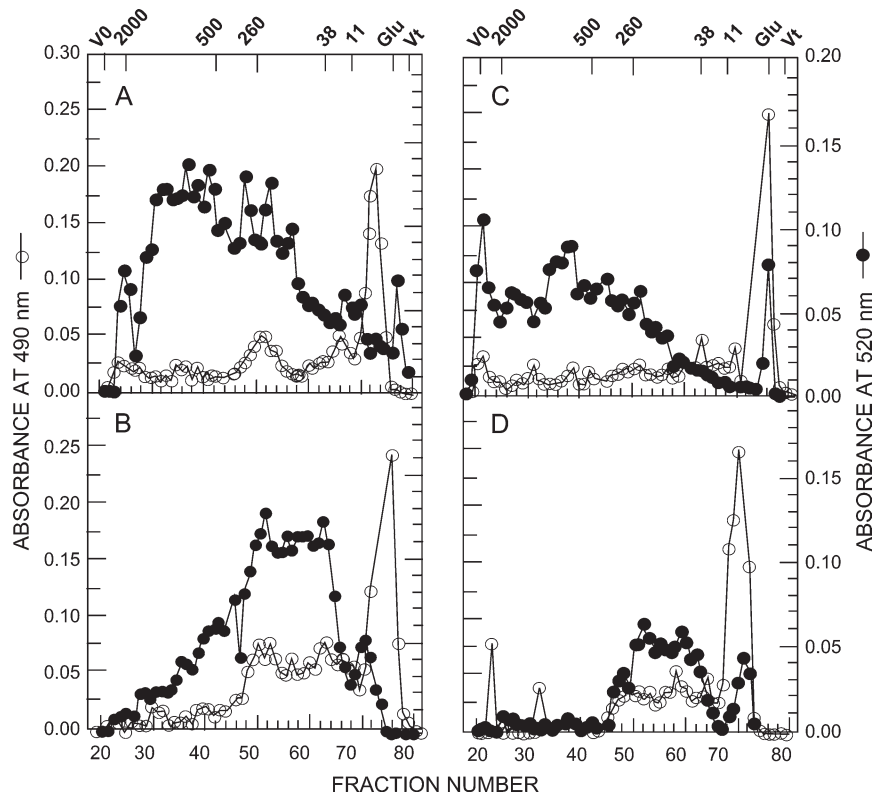 V0 2000 500 260 38 11 Glu Vt
V0 2000 500 260 38 11 Glu Vt
A
0.30
0.25
0.20
0.15
0.10
0.05
0.00
C
0.20
0.15
0.10
0.05
0.00
B
0.25
0.20
0.15
0.10
0.05
0.00
D
0.15
0.10
0.05
0.00
20 30 40 50 60 70 80
20 30 40 50 60 70 80
FRACTION NUMBER
ABSORBANCE AT 490 nm
ABSORBANCE AT 520 nm